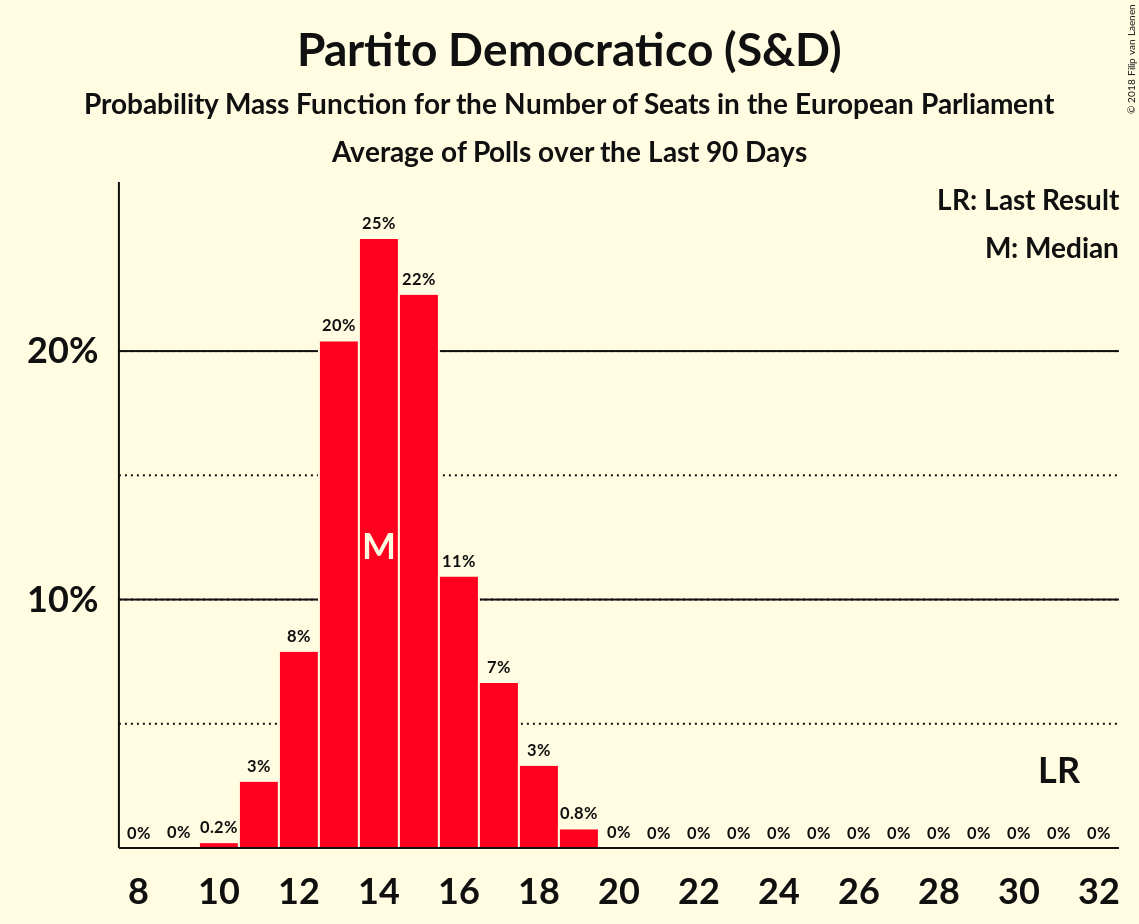 Partito Democratico (S&D)
Probability Mass Function for the Number of Seats in the European Parliament
Average of Polls over the Last 90 Days
© 2018 Filip van Laenen
LR: Last Result
M: Median
25%
22%
20%
20%
M
11%
10%
8%
7%
3%
3%
LR
0% 0% 0.2% 0.8% 0% 0% 0% 0% 0% 0% 0% 0% 0% 0% 0% 0% 0%
8 10 12 14 16 18 20 22 24 26 28 30 32